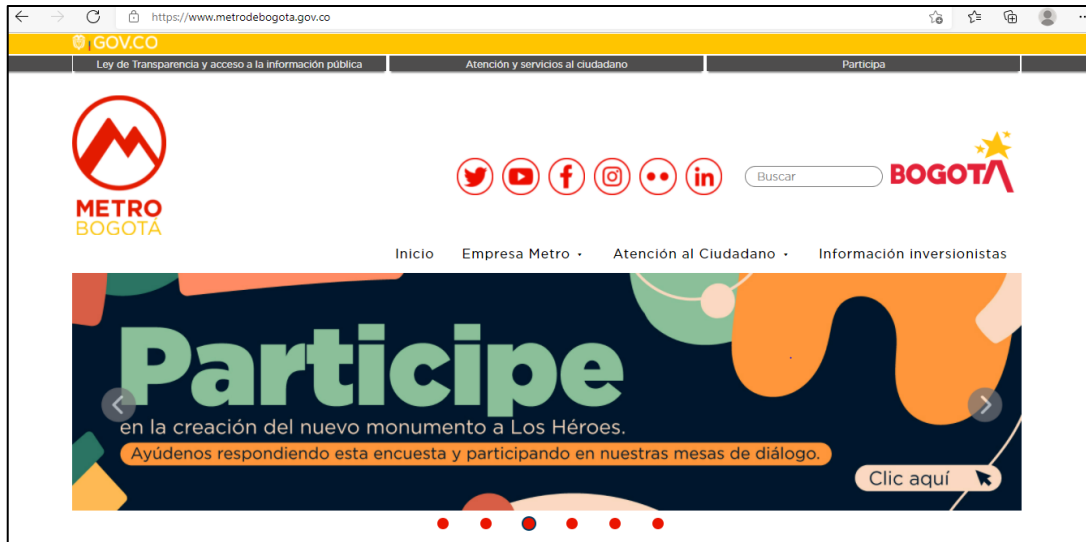 https://www.metrodebogota.gov.co
GOV.CO
Ley de Transparencia y acceso a la información pública
Atención y servicios al ciudadano
Participa
METRO
BOGOTÁ
Buscar
BOGOTA
Inicio
Empresa Metro
Atención al Ciudadano
Información inversionistas
Participe
en la creación del nuevo monumento a Los Héroes.
Ayúdenos respondiendo esta encuesta y participando en nuestras mesas de diálogo.
Clic aquí